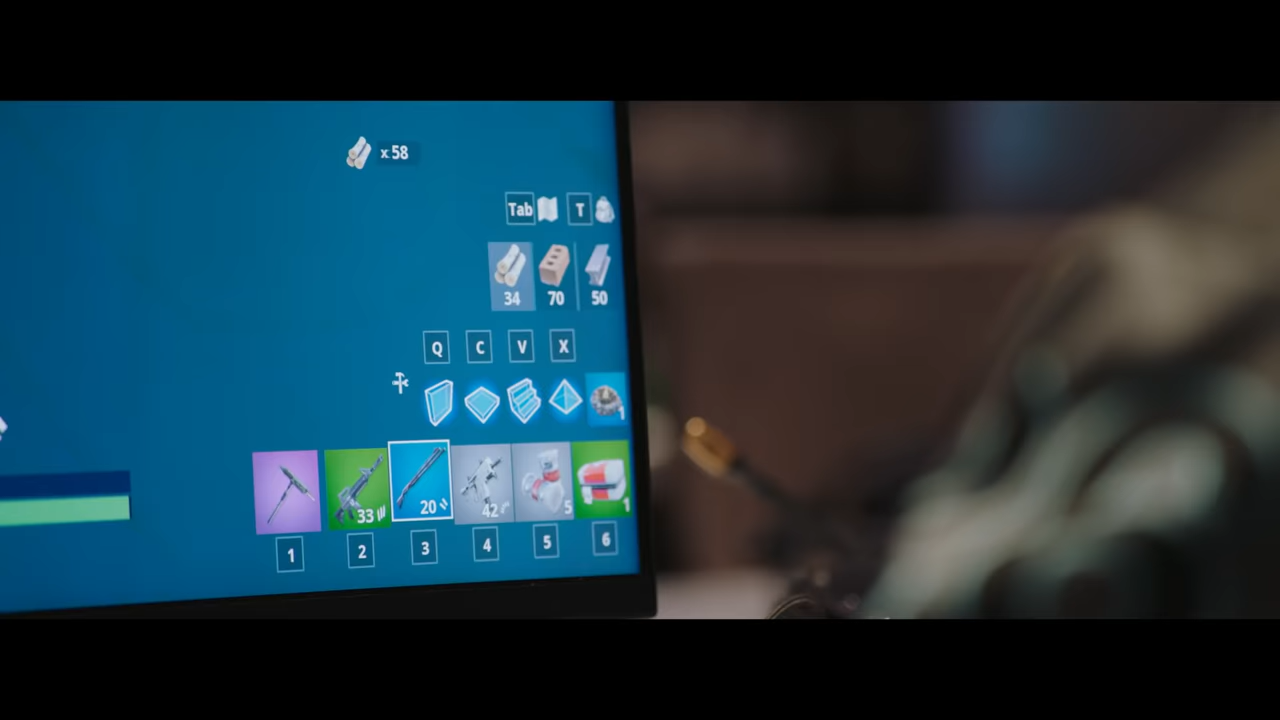 x 58
Tab T
34 70 50
Q C V X
1
33 20 42 5 1
1 2 3 4 5 6